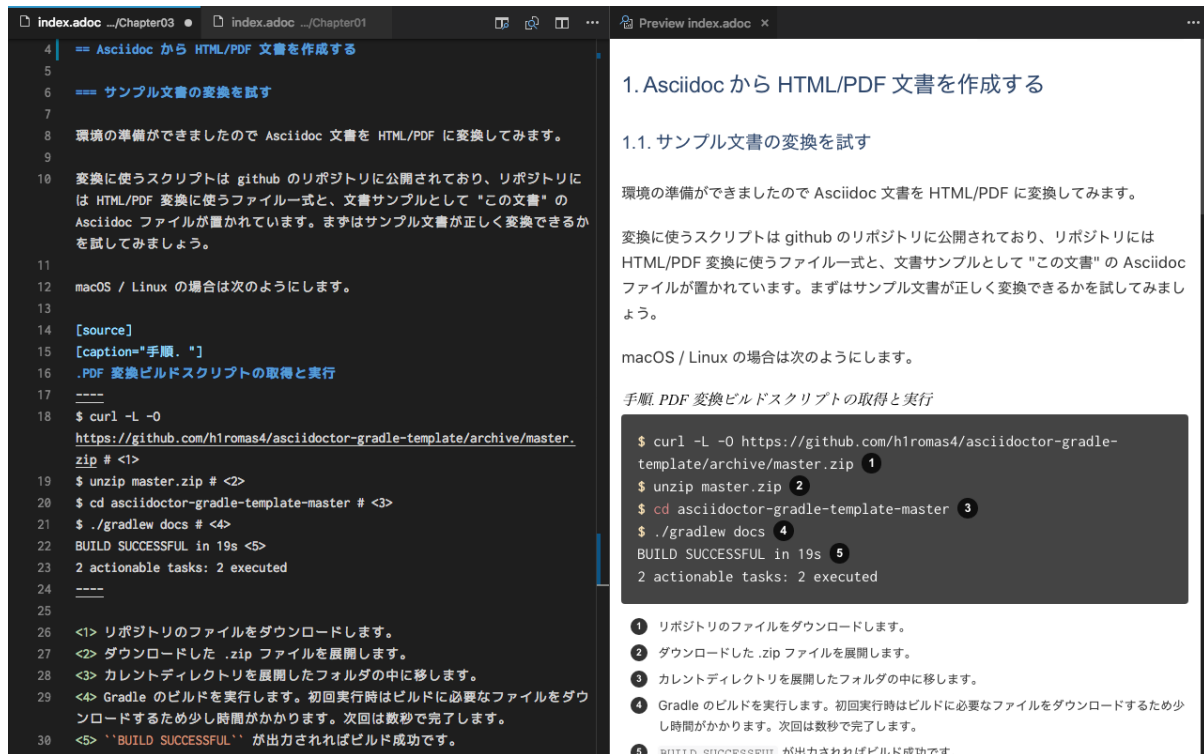 index.adoc .../Chapter03 ●
index.adoc .../Chapter01
...
4 == Asciidoc から HTML/PDF 文書を作成する
5
6 === サンプル文書の変換を試す
7
8 環境の準備ができましたので Asciidoc 文書を HTML/PDF に変換してみます。
9
10 変換に使うスクリプトは github のリポジトリに公開されており、リポジトリに
は HTML/PDF 変換に使うファイル一式と、文書サンプルとして "この文書" の
Asciidoc ファイルが置かれています。まずはサンプル文書が正しく変換できるか
を試してみましょう。
11
12 macOS / Linux の場合は次のようにします。
13
14 [source]
15 [caption="手順. "]
16 .PDF 変換ビルドスクリプトの取得と実行
17 ----
18 $ curl -L -O
https://github.com/h1romas4/asciidoctor-gradle-template/archive/master.
zip # <1>
19 $ unzip master.zip # <2>
20 $ cd asciidoctor-gradle-template-master # <3>
21 $ ./gradlew docs # <4>
22 BUILD SUCCESSFUL in 19s <5>
23 2 actionable tasks: 2 executed
24 ----
25
26 <1> リポジトリのファイルをダウンロードします。
27 <2> ダウンロードした .zip ファイルを展開します。
28 <3> カレントディレクトリを展開したフォルダの中に移します。
29 <4> Gradle のビルドを実行します。初回実行時はビルドに必要なファイルをダウ
ンロードするため少し時間がかかります。次回は数秒で完了します。
30 <5> ``BUILD SUCCESSFUL`` が出力されればビルド成功です。
Preview index.adoc ×
...
1. Asciidoc から HTML/PDF 文書を作成する
1.1. サンプル文書の変換を試す
環境の準備ができましたので Asciidoc 文書を HTML/PDF に変換してみます。
変換に使うスクリプトは github のリポジトリに公開されており、リポジトリには
HTML/PDF 変換に使うファイル一式と、文書サンプルとして "この文書" の Asciidoc
ファイルが置かれています。まずはサンプル文書が正しく変換できるかを試してみまし
ょう。
macOS / Linux の場合は次のようにします。
手順. PDF 変換ビルドスクリプトの取得と実行
$ curl -L -O https://github.com/h1romas4/asciidoctor-gradle-
template/archive/master.zip 1
$ unzip master.zip 2
$ cd asciidoctor-gradle-template-master 3
$ ./gradlew docs 4
BUILD SUCCESSFUL in 19s 5
2 actionable tasks: 2 executed
1 リポジトリのファイルをダウンロードします。
2 ダウンロードした .zip ファイルを展開します。
3 カレントディレクトリを展開したフォルダの中に移します。
4 Gradle のビルドを実行します。初回実行時はビルドに必要なファイルをダウンロードするため少
し時間がかかります。次回は数秒で完了します。
5 BUILD SUCCESSFUL が出力されればビルド成功です。